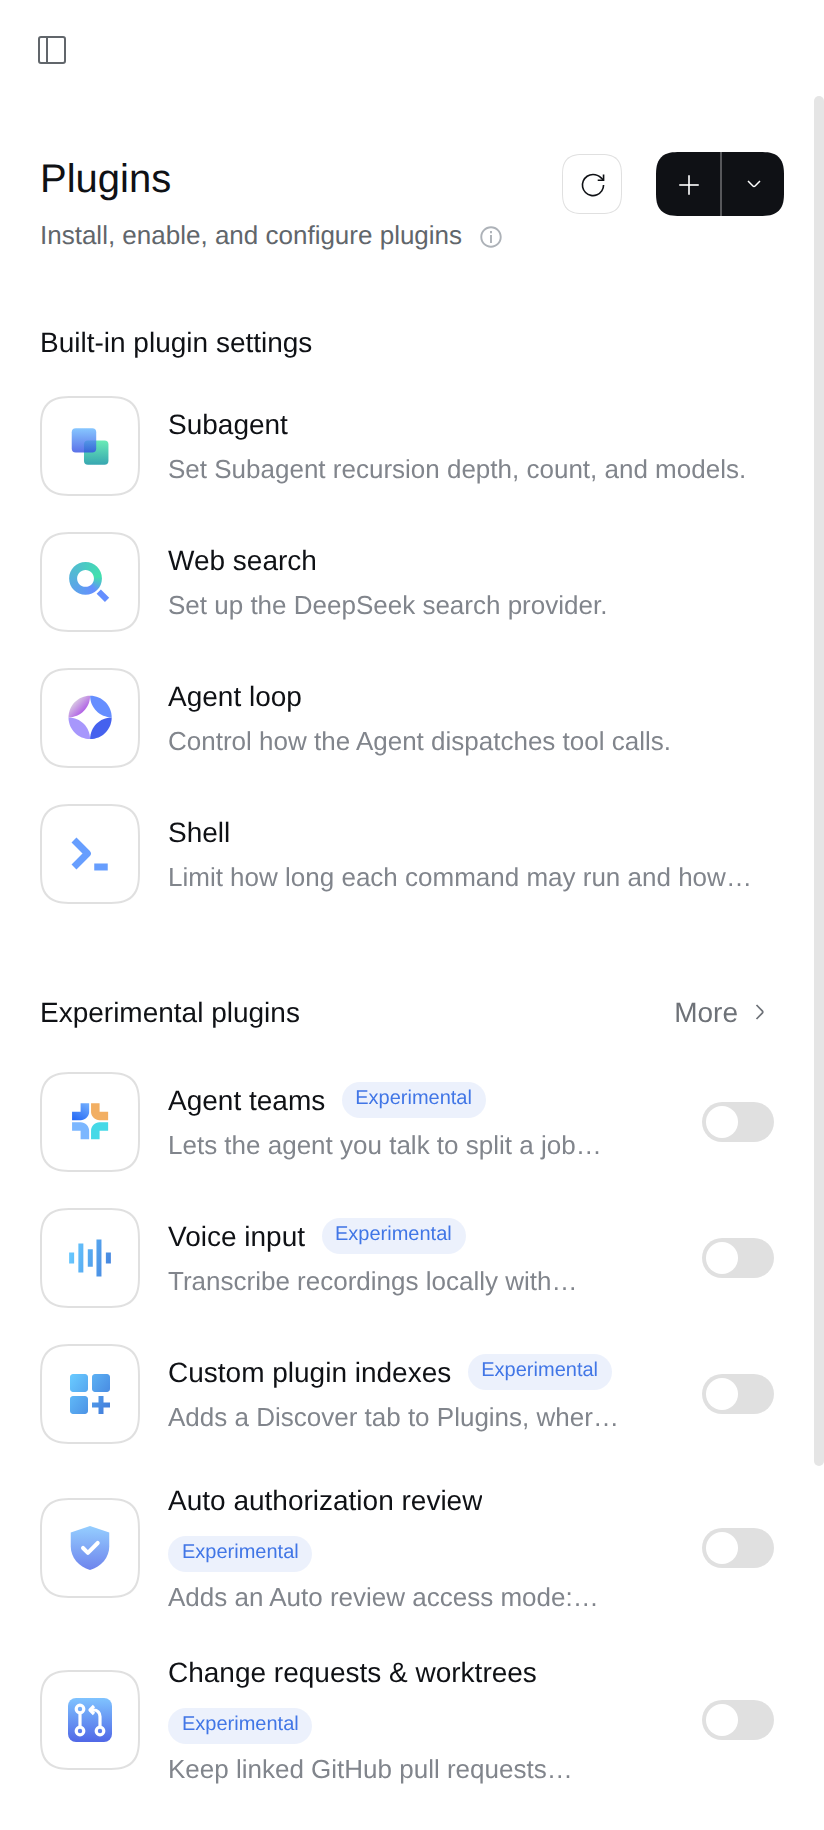 Plugins
Install, enable, and configure plugins
Built-in plugin settings
Subagent
Set Subagent recursion depth, count, and models.
Web search
Set up the DeepSeek search provider.
Agent loop
Control how the Agent dispatches tool calls.
Shell
Limit how long each command may run and how…
Experimental plugins More
Agent teams Experimental
Lets the agent you talk to split a job…
Voice input Experimental
Transcribe recordings locally with…
Custom plugin indexes Experimental
Adds a Discover tab to Plugins, wher…
Auto authorization review
Experimental
Adds an Auto review access mode:…
Change requests & worktrees
Experimental
Keep linked GitHub pull requests…